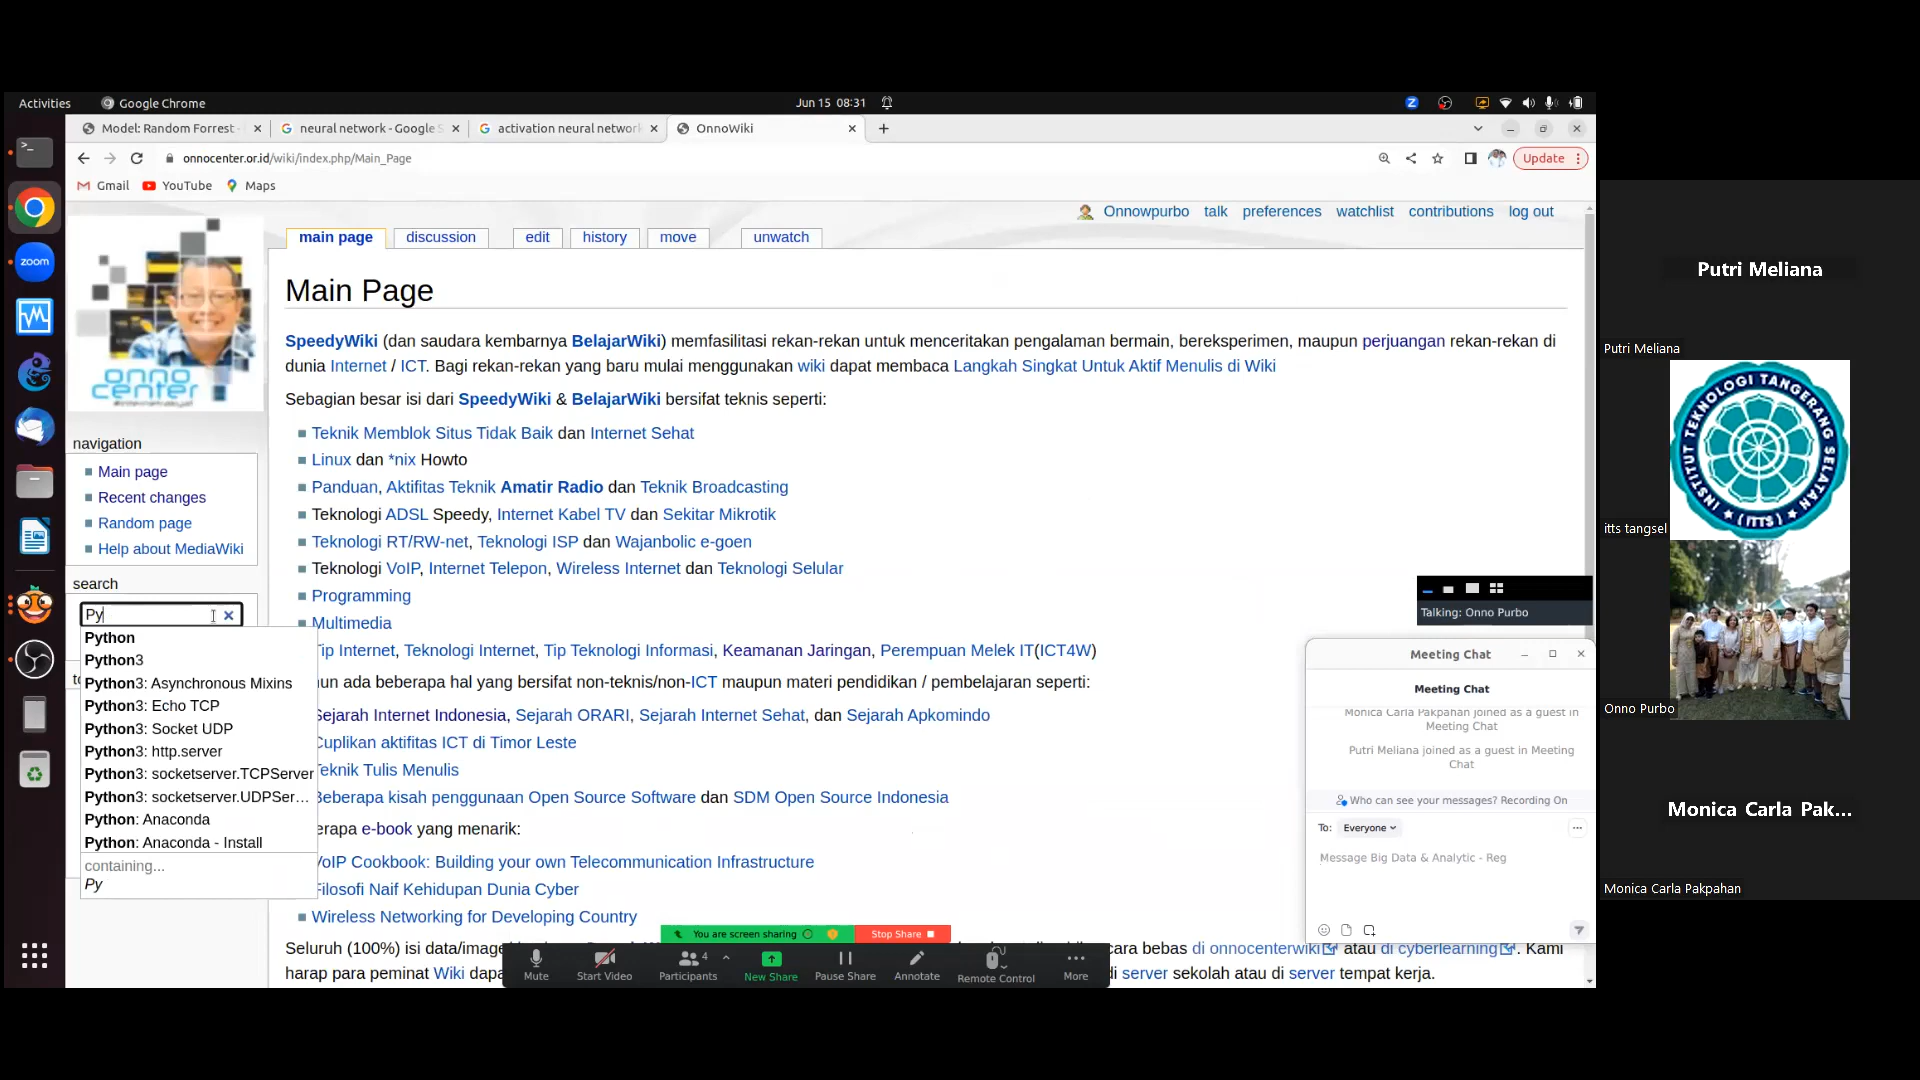 Activities
Google Chrome
Jun 15 08:31
Model: Random Forrest -
neural network - Google S
activation neural network
OnnoWiki
onnocenter.or.id/wiki/index.php/Main_Page
Update
Gmail YouTube Maps
Onnowpurbo talk preferences watchlist contributions log out
main page discussion edit history move unwatch
onno center
Main Page
SpeedyWiki (dan saudara kembarnya BelajarWiki) memfasilitasi rekan-rekan untuk menceritakan pengalaman bermain, bereksperimen, maupun perjuangan rekan-rekan di
dunia Internet / ICT. Bagi rekan-rekan yang baru mulai menggunakan wiki dapat membaca Langkah Singkat Untuk Aktif Menulis di Wiki
Sebagian besar isi dari SpeedyWiki & BelajarWiki bersifat teknis seperti:
Teknik Memblok Situs Tidak Baik dan Internet Sehat
Linux dan *nix Howto
Panduan, Aktifitas Teknik Amatir Radio dan Teknik Broadcasting
Teknologi ADSL Speedy, Internet Kabel TV dan Sekitar Mikrotik
Teknologi RT/RW-net, Teknologi ISP dan Wajanbolic e-goen
Teknologi VoIP, Internet Telepon, Wireless Internet dan Teknologi Selular
Programming
Multimedia
Tip Internet, Teknologi Internet, Tip Teknologi Informasi, Keamanan Jaringan, Perempuan Melek IT(ICT4W)
un ada beberapa hal yang bersifat non-teknis/non-ICT maupun materi pendidikan / pembelajaran seperti:
Sejarah Internet Indonesia, Sejarah ORARI, Sejarah Internet Sehat, dan Sejarah Apkomindo
Cuplikan aktifitas ICT di Timor Leste
Teknik Tulis Menulis
Beberapa kisah penggunaan Open Source Software dan SDM Open Source Indonesia
erapa e-book yang menarik:
VoIP Cookbook: Building your own Telecommunication Infrastructure
Filosofi Naif Kehidupan Dunia Cyber
Wireless Networking for Developing Country
Seluruh (100%) isi data/image
cara bebas di onnocenterwiki atau di cyberlearning. Kami
harap para peminat Wiki dapa
di server sekolah atau di server tempat kerja.
navigation
Main page
Recent changes
Random page
Help about MediaWiki
search
Py
Python
Python3
Python3: Asynchronous Mixins
Python3: Echo TCP
Python3: Socket UDP
Python3: http.server
Python3: socketserver.TCPServer
Python3: socketserver.UDPSer...
Python: Anaconda
Python: Anaconda - Install
containing...
Py
zoom
You are screen sharing
Stop Share
Mute
Start Video
Participants 4
New Share
Pause Share
Annotate
Remote Control
More
Talking: Onno Purbo
Meeting Chat
Meeting Chat
Monica Carla Pakpahan joined as a guest in
Meeting Chat
Putri Meliana joined as a guest in Meeting
Chat
Who can see your messages? Recording On
To: Everyone
Message Big Data & Analytic - Reg
Putri Meliana
Putri Meliana
INSTITUT TEKNOLOGI TANGERANG SELATAN
(ITTS)
itts tangsel
Onno Purbo
Monica Carla Pak...
Monica Carla Pakpahan